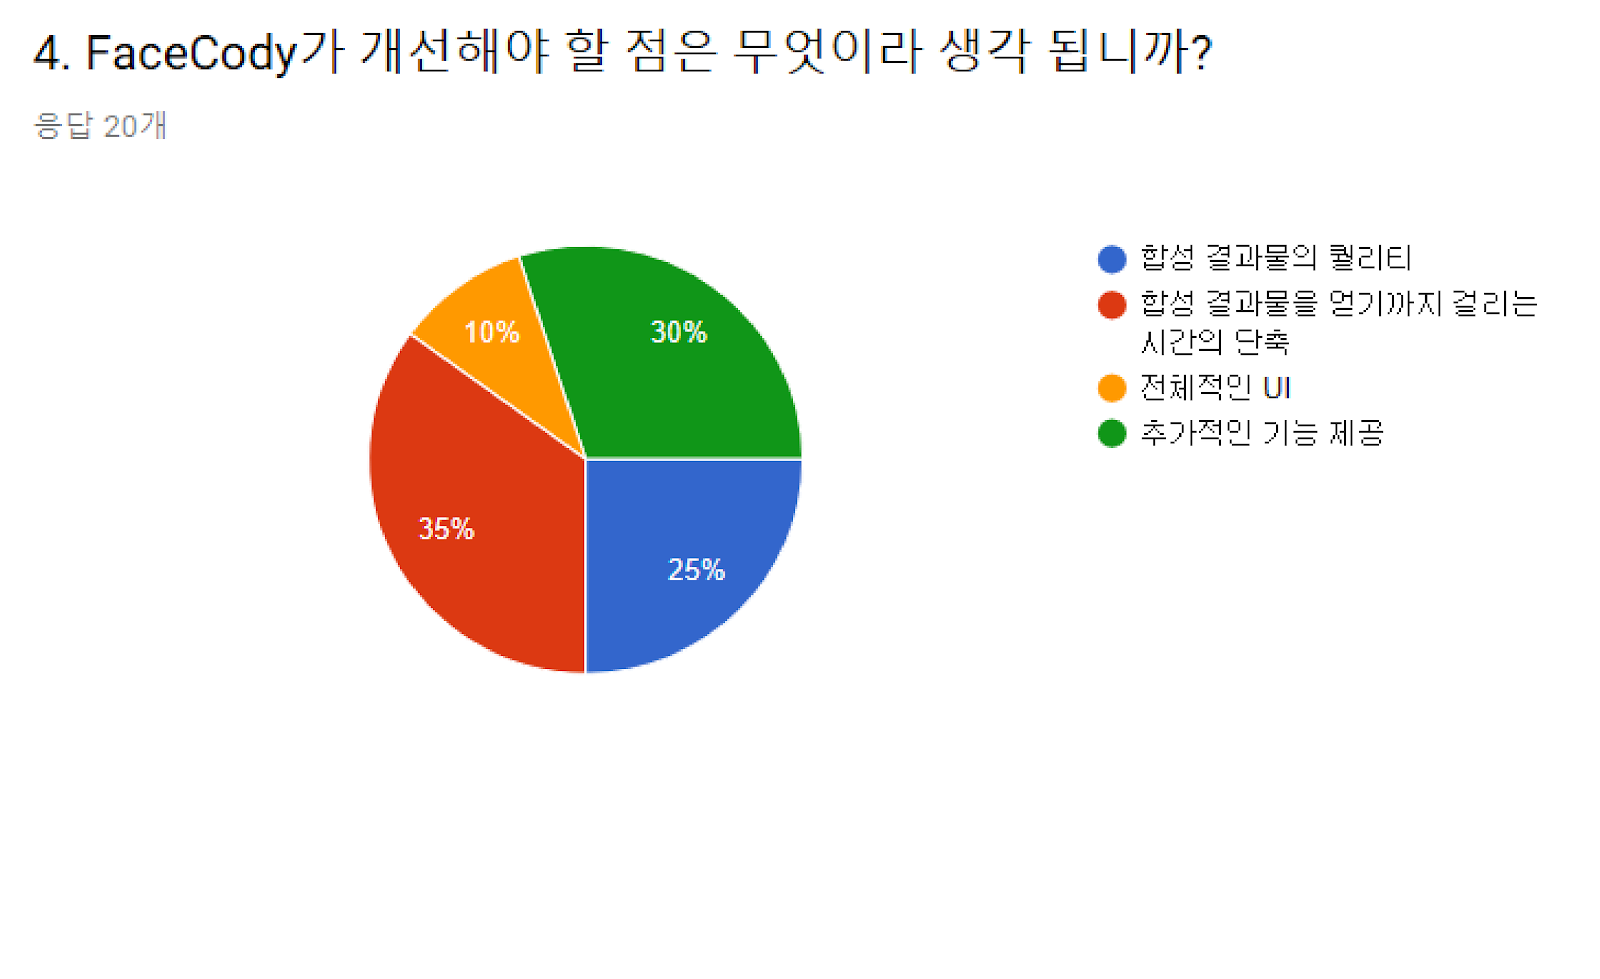 4. FaceCody가 개선해야 할 점은 무엇이라 생각 됩니까?
응답 20개
합성 결과물의 퀄리티
합성 결과물을 얻기까지 걸리는
시간의 단축
전체적인 UI
추가적인 기능 제공
10%
30%
35%
25%